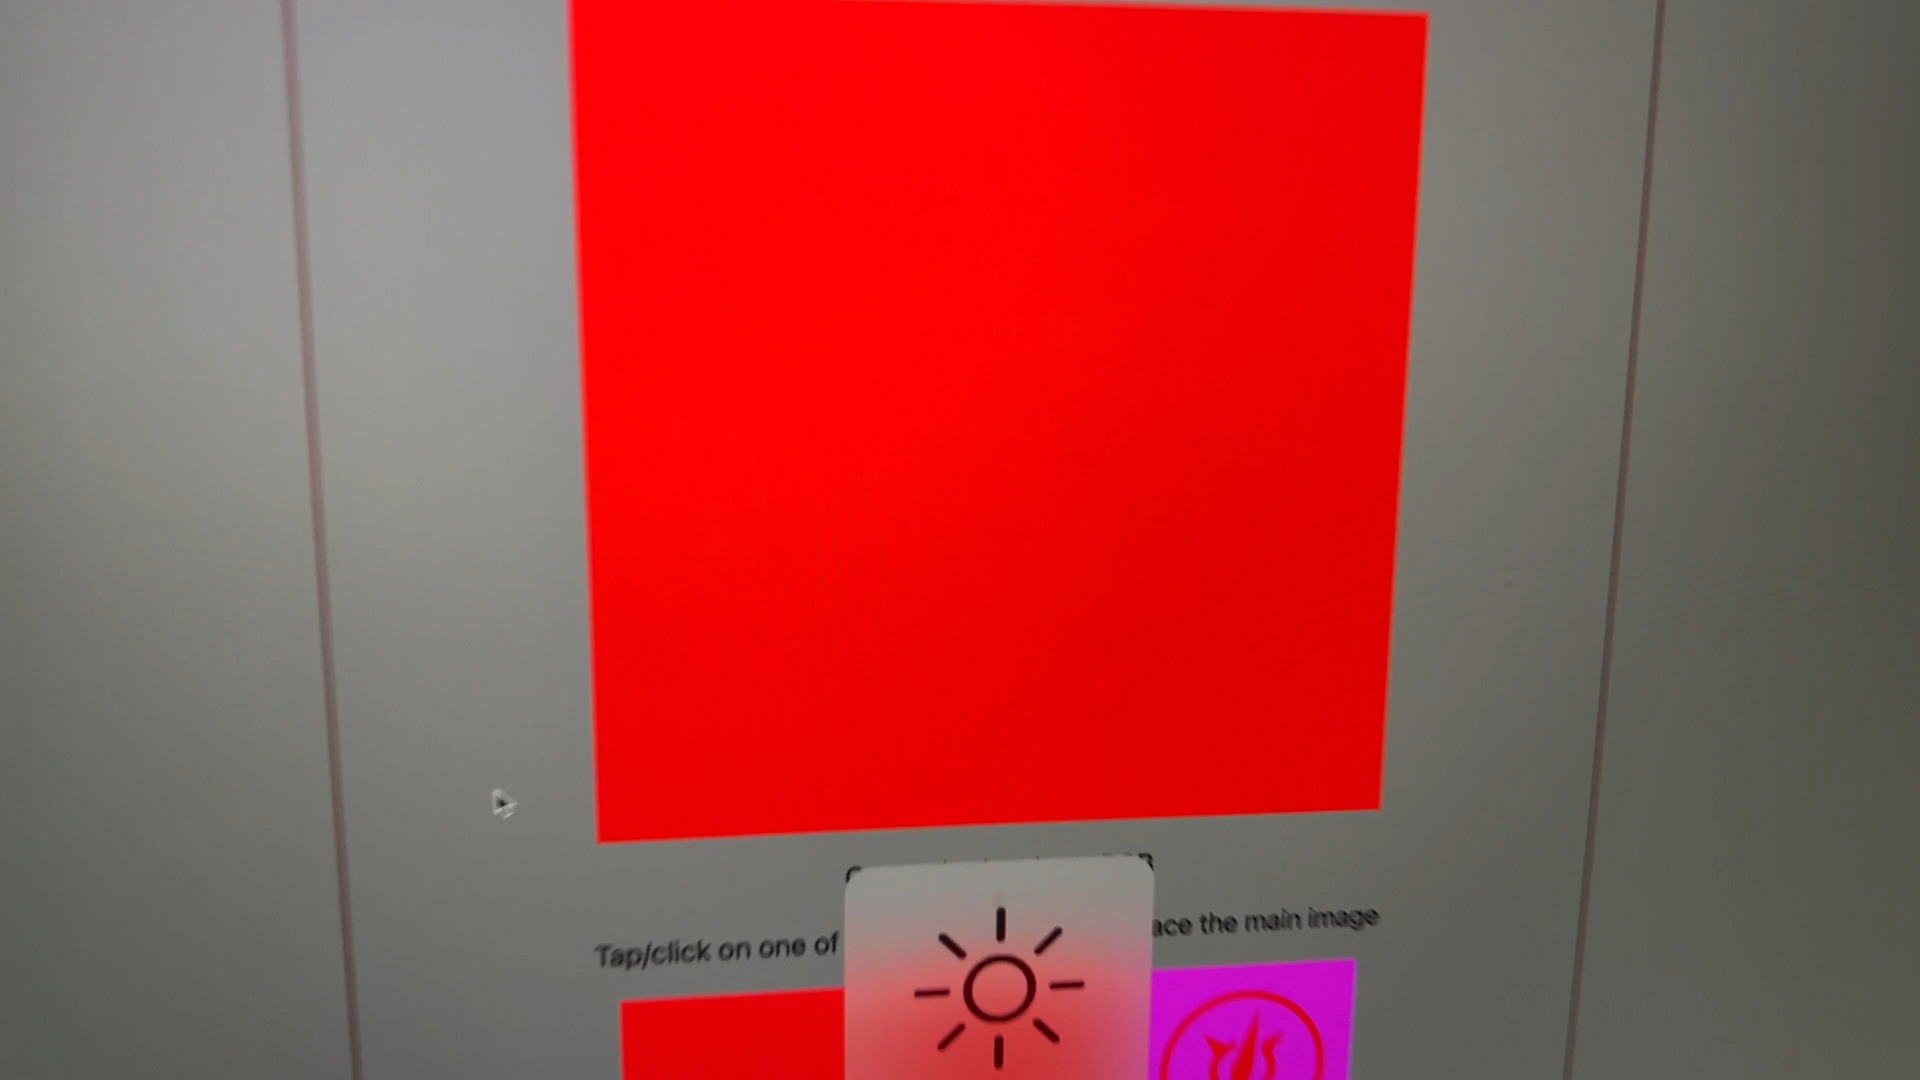 Tap/click on one of
ace the main image